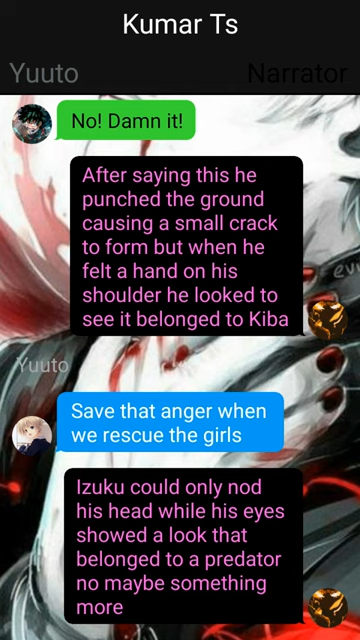 Kumar Ts
Yuuto
Narrator
No! Damn it!
After saying this he
punched the ground
causing a small crack
to form but when he
felt a hand on his
shoulder he looked to
see it belonged to Kiba
Yuuto
Save that anger when
we rescue the girls
Izuku could only nod
his head while his eyes
showed a look that
belonged to a predator
no maybe something
more